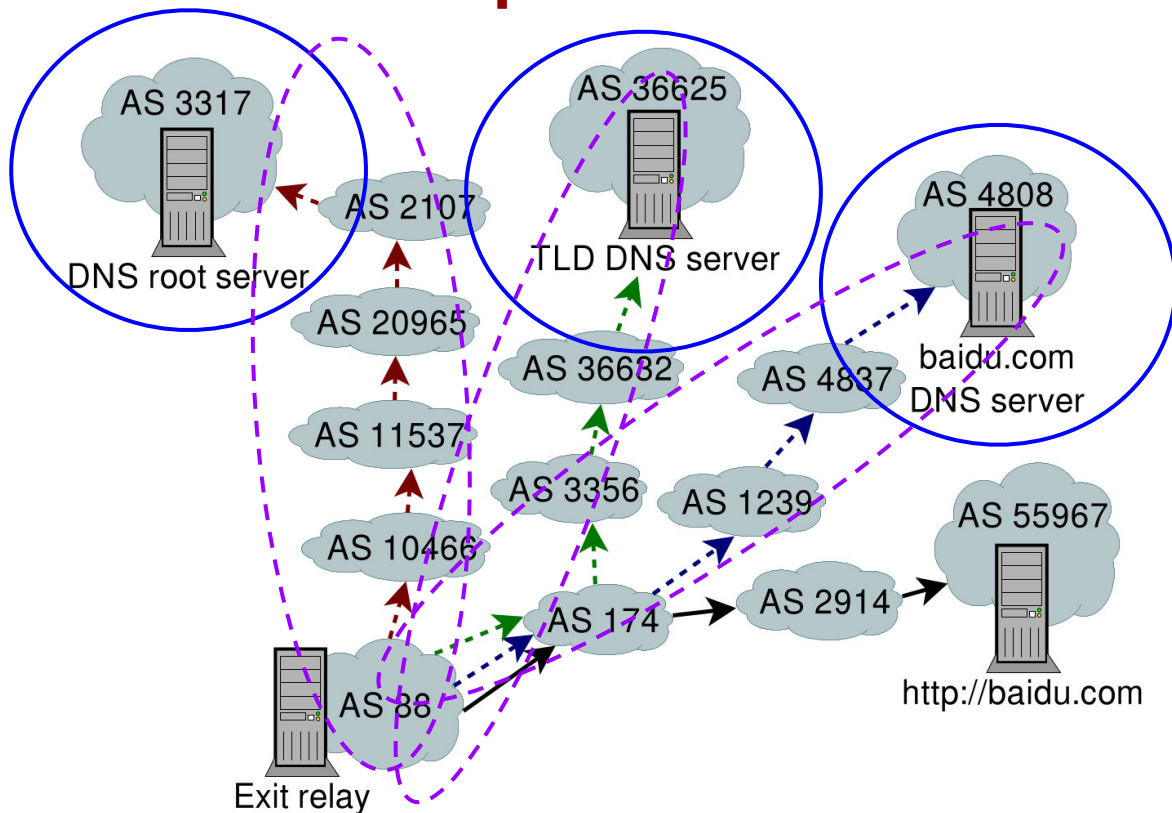 AS 3317
AS 36625
AS 4808
AS 2107
DNS root server
TLD DNS server
AS 20965
AS 36632
AS 4837
baidu.com
DNS server
AS 11537
AS 3356
AS 1239
AS 55967
AS 10466
AS 174
AS 2914
AS 88
http://baidu.com
Exit relay